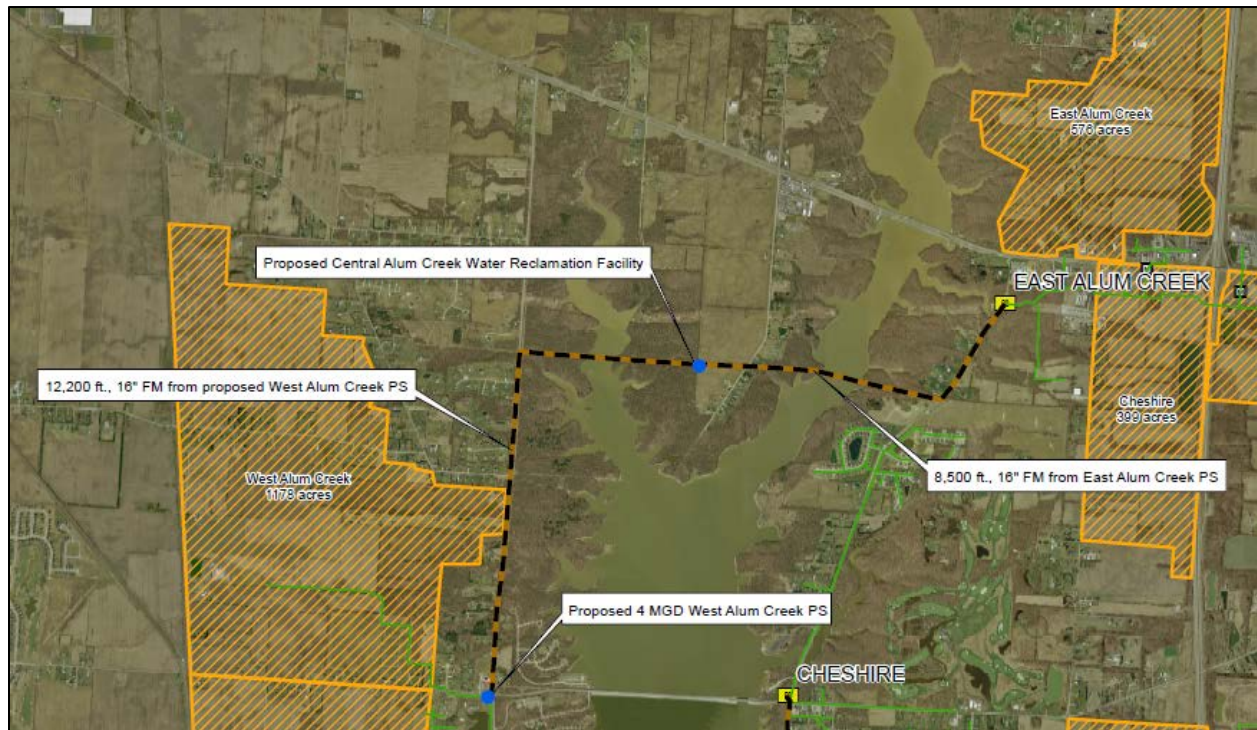 East Alum Creek
576 acres
Proposed Central Alum Creek Water Reclamation Facility
EAST ALUM CREEK
12,200 ft., 16" FM from proposed West Alum Creek PS
Cheshire
399 acres
West Alum Creek
1178 acres
8,500 ft., 16" FM from East Alum Creek PS
Proposed 4 MGD West Alum Creek PS
CHESHIRE